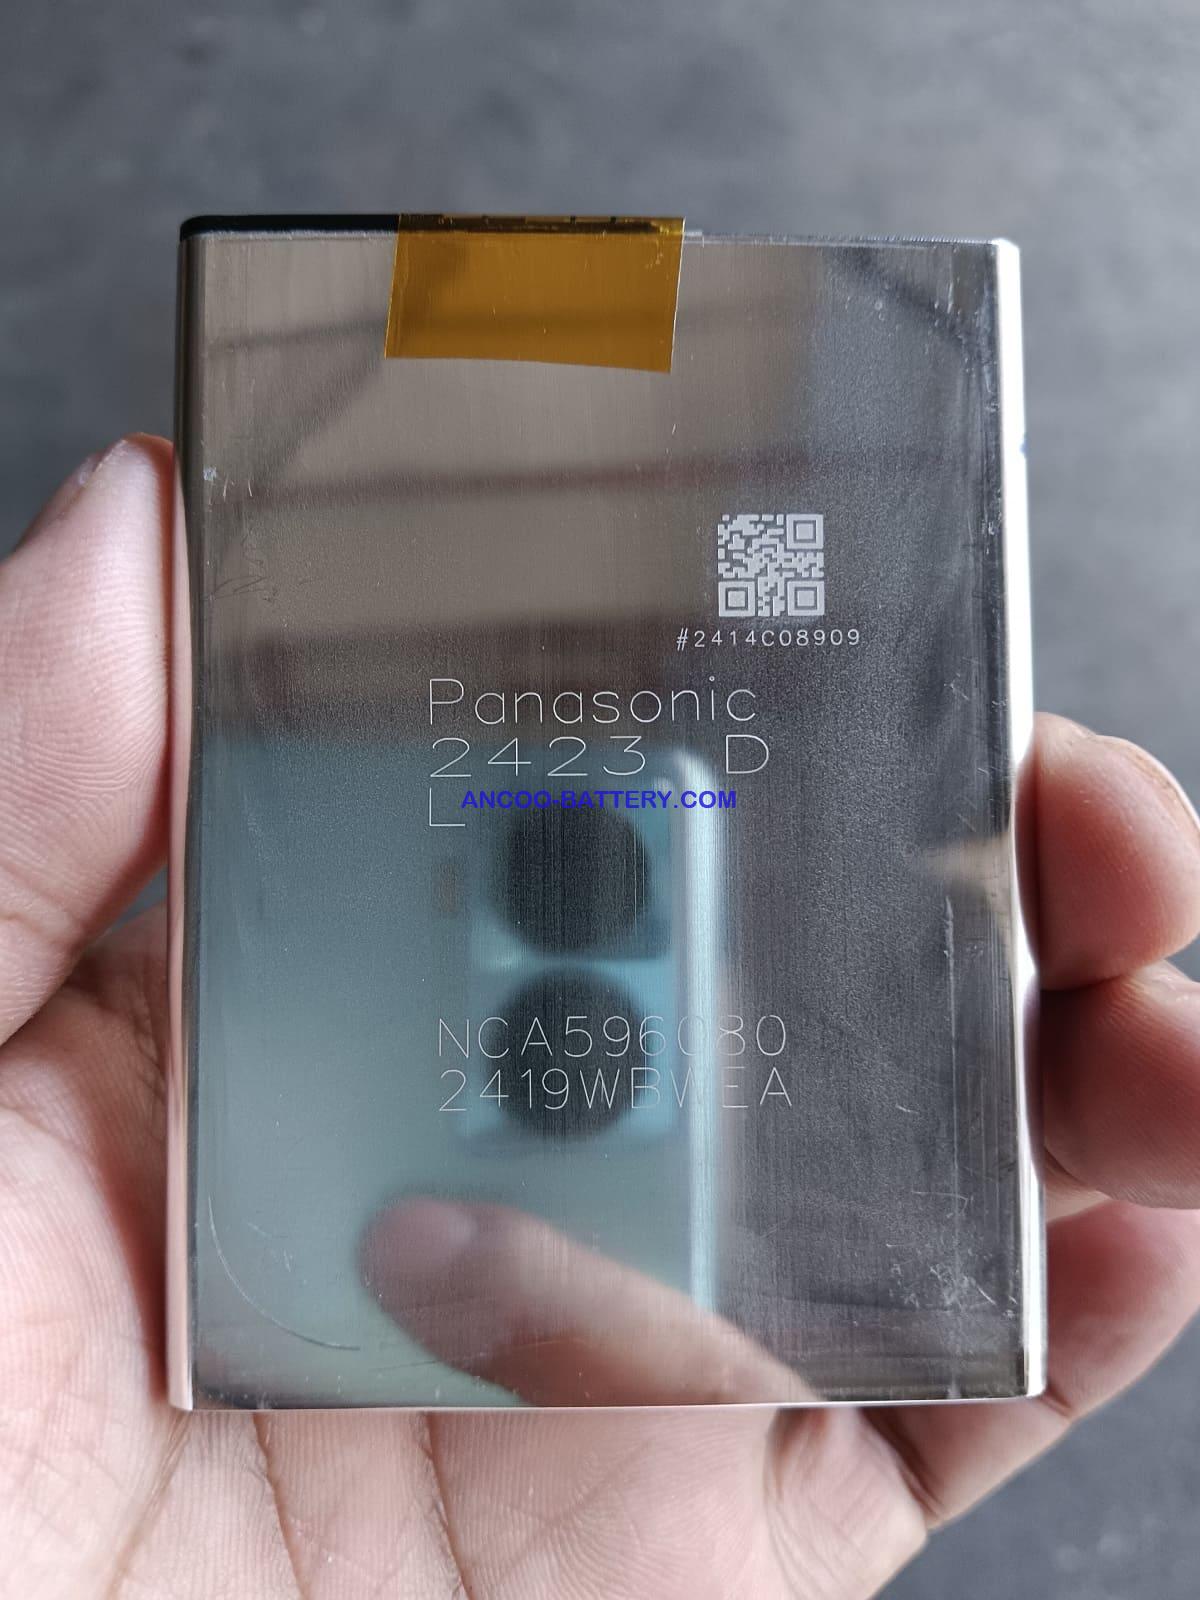 #2414C08909
Panasonic
2423 D
L
ANCOO-BATTERY.COM
NCA596080
2419WBWEA